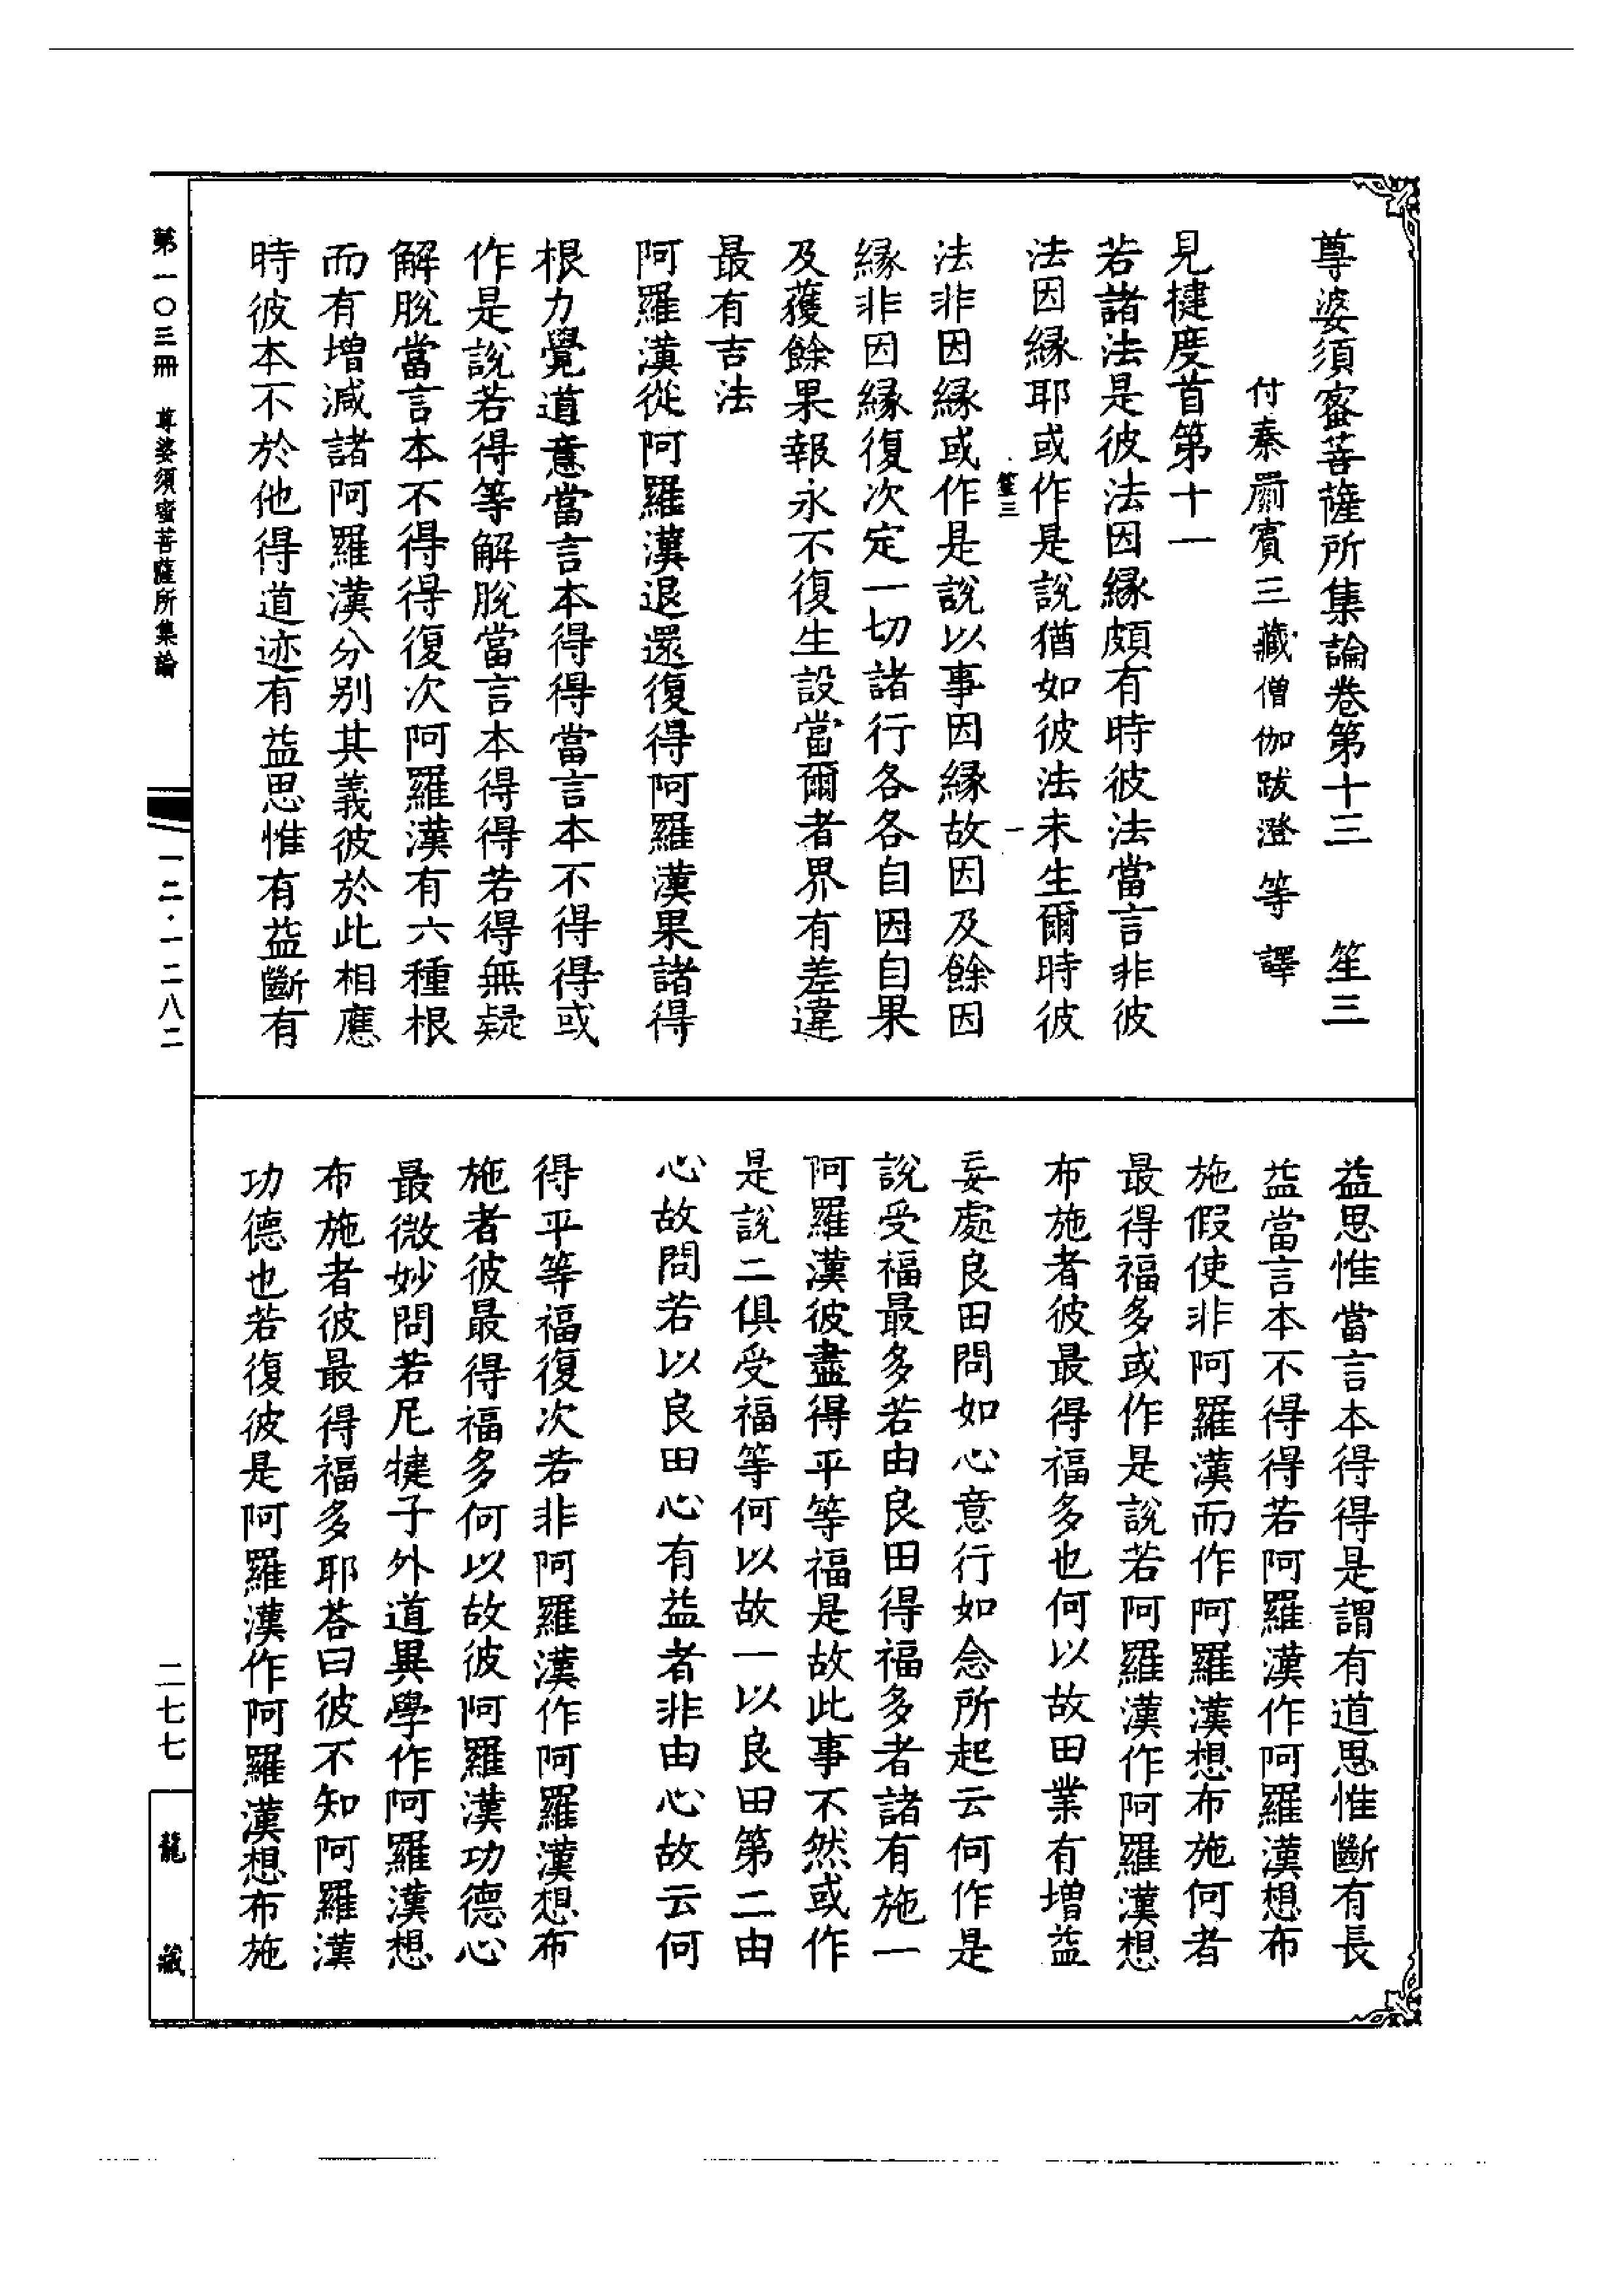 尊婆須蜜菩薩所集論卷第十三　笙三
付秦罽賓三藏僧伽跋澄等譯
見揵度首第十一
若諸法是彼法因緣頗有時彼法當言非彼
法因緣耶或作是說猶如彼法未生爾時彼
笙三　一
法非因緣或作是說以事因緣故因及餘因
緣非因緣復次定一切諸行各各自因自果
及獲餘果報永不復生設當爾者界有差違
最有吉法
阿羅漢從阿羅漢退還復得阿羅漢果諸得
根力覺道意當言本得得當言本不得得或
作是說若得等解脫當言本得得若得無疑
解脫當言本不得得復次阿羅漢有六種根
而有增減諸阿羅漢分別其義彼於此相應
時彼本不於他得道迹有益思惟有益斷有
益思惟當言本得得是謂有道思惟斷有長
益當言本不得得若阿羅漢作阿羅漢想布
施假使非阿羅漢而作阿羅漢想布施何者
最得福多或作是說若阿羅漢作阿羅漢想
布施者彼最得福多也何以故田業有增益
妄處良田問如心意行如念所起云何作是
說受福最多若由良田得福多者諸有施一
阿羅漢彼盡得平等福是故此事不然或作
是說二俱受福等何以故一以良田第二由
心故問若以良田心有益者非由心故云何
得平等福復次若非阿羅漢作阿羅漢想布
施者彼最得福多何以故彼阿羅漢功德心
最微妙問若尼犍子外道異學作阿羅漢想
布施者彼最得福多耶荅曰彼不知阿羅漢
功德也若復彼是阿羅漢作阿羅漢想布施
第一〇三冊　尊婆須蜜菩薩所集論
一二·一二八二
二七七
龍藏